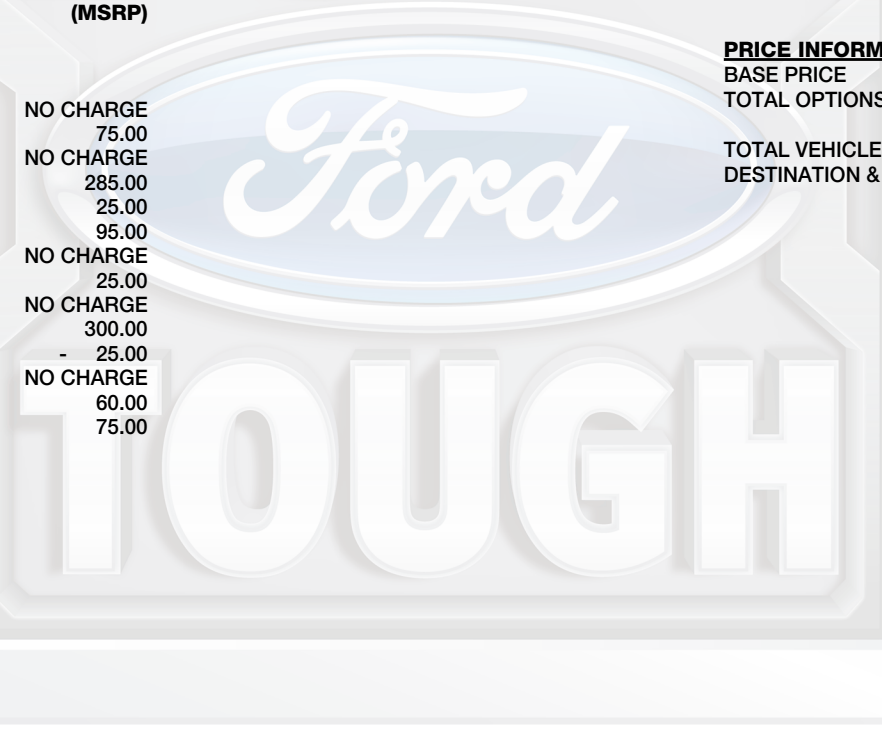 (MSRP)
NO CHARGE
75.00
NO CHARGE
285.00
25.00
95.00
NO CHARGE
25.00
NO CHARGE
300.00
- 25.00
NO CHARGE
60.00
75.00
PRICE INFORM
BASE PRICE
TOTAL OPTIONS
TOTAL VEHICLE
DESTINATION &
Ford
TOUGH